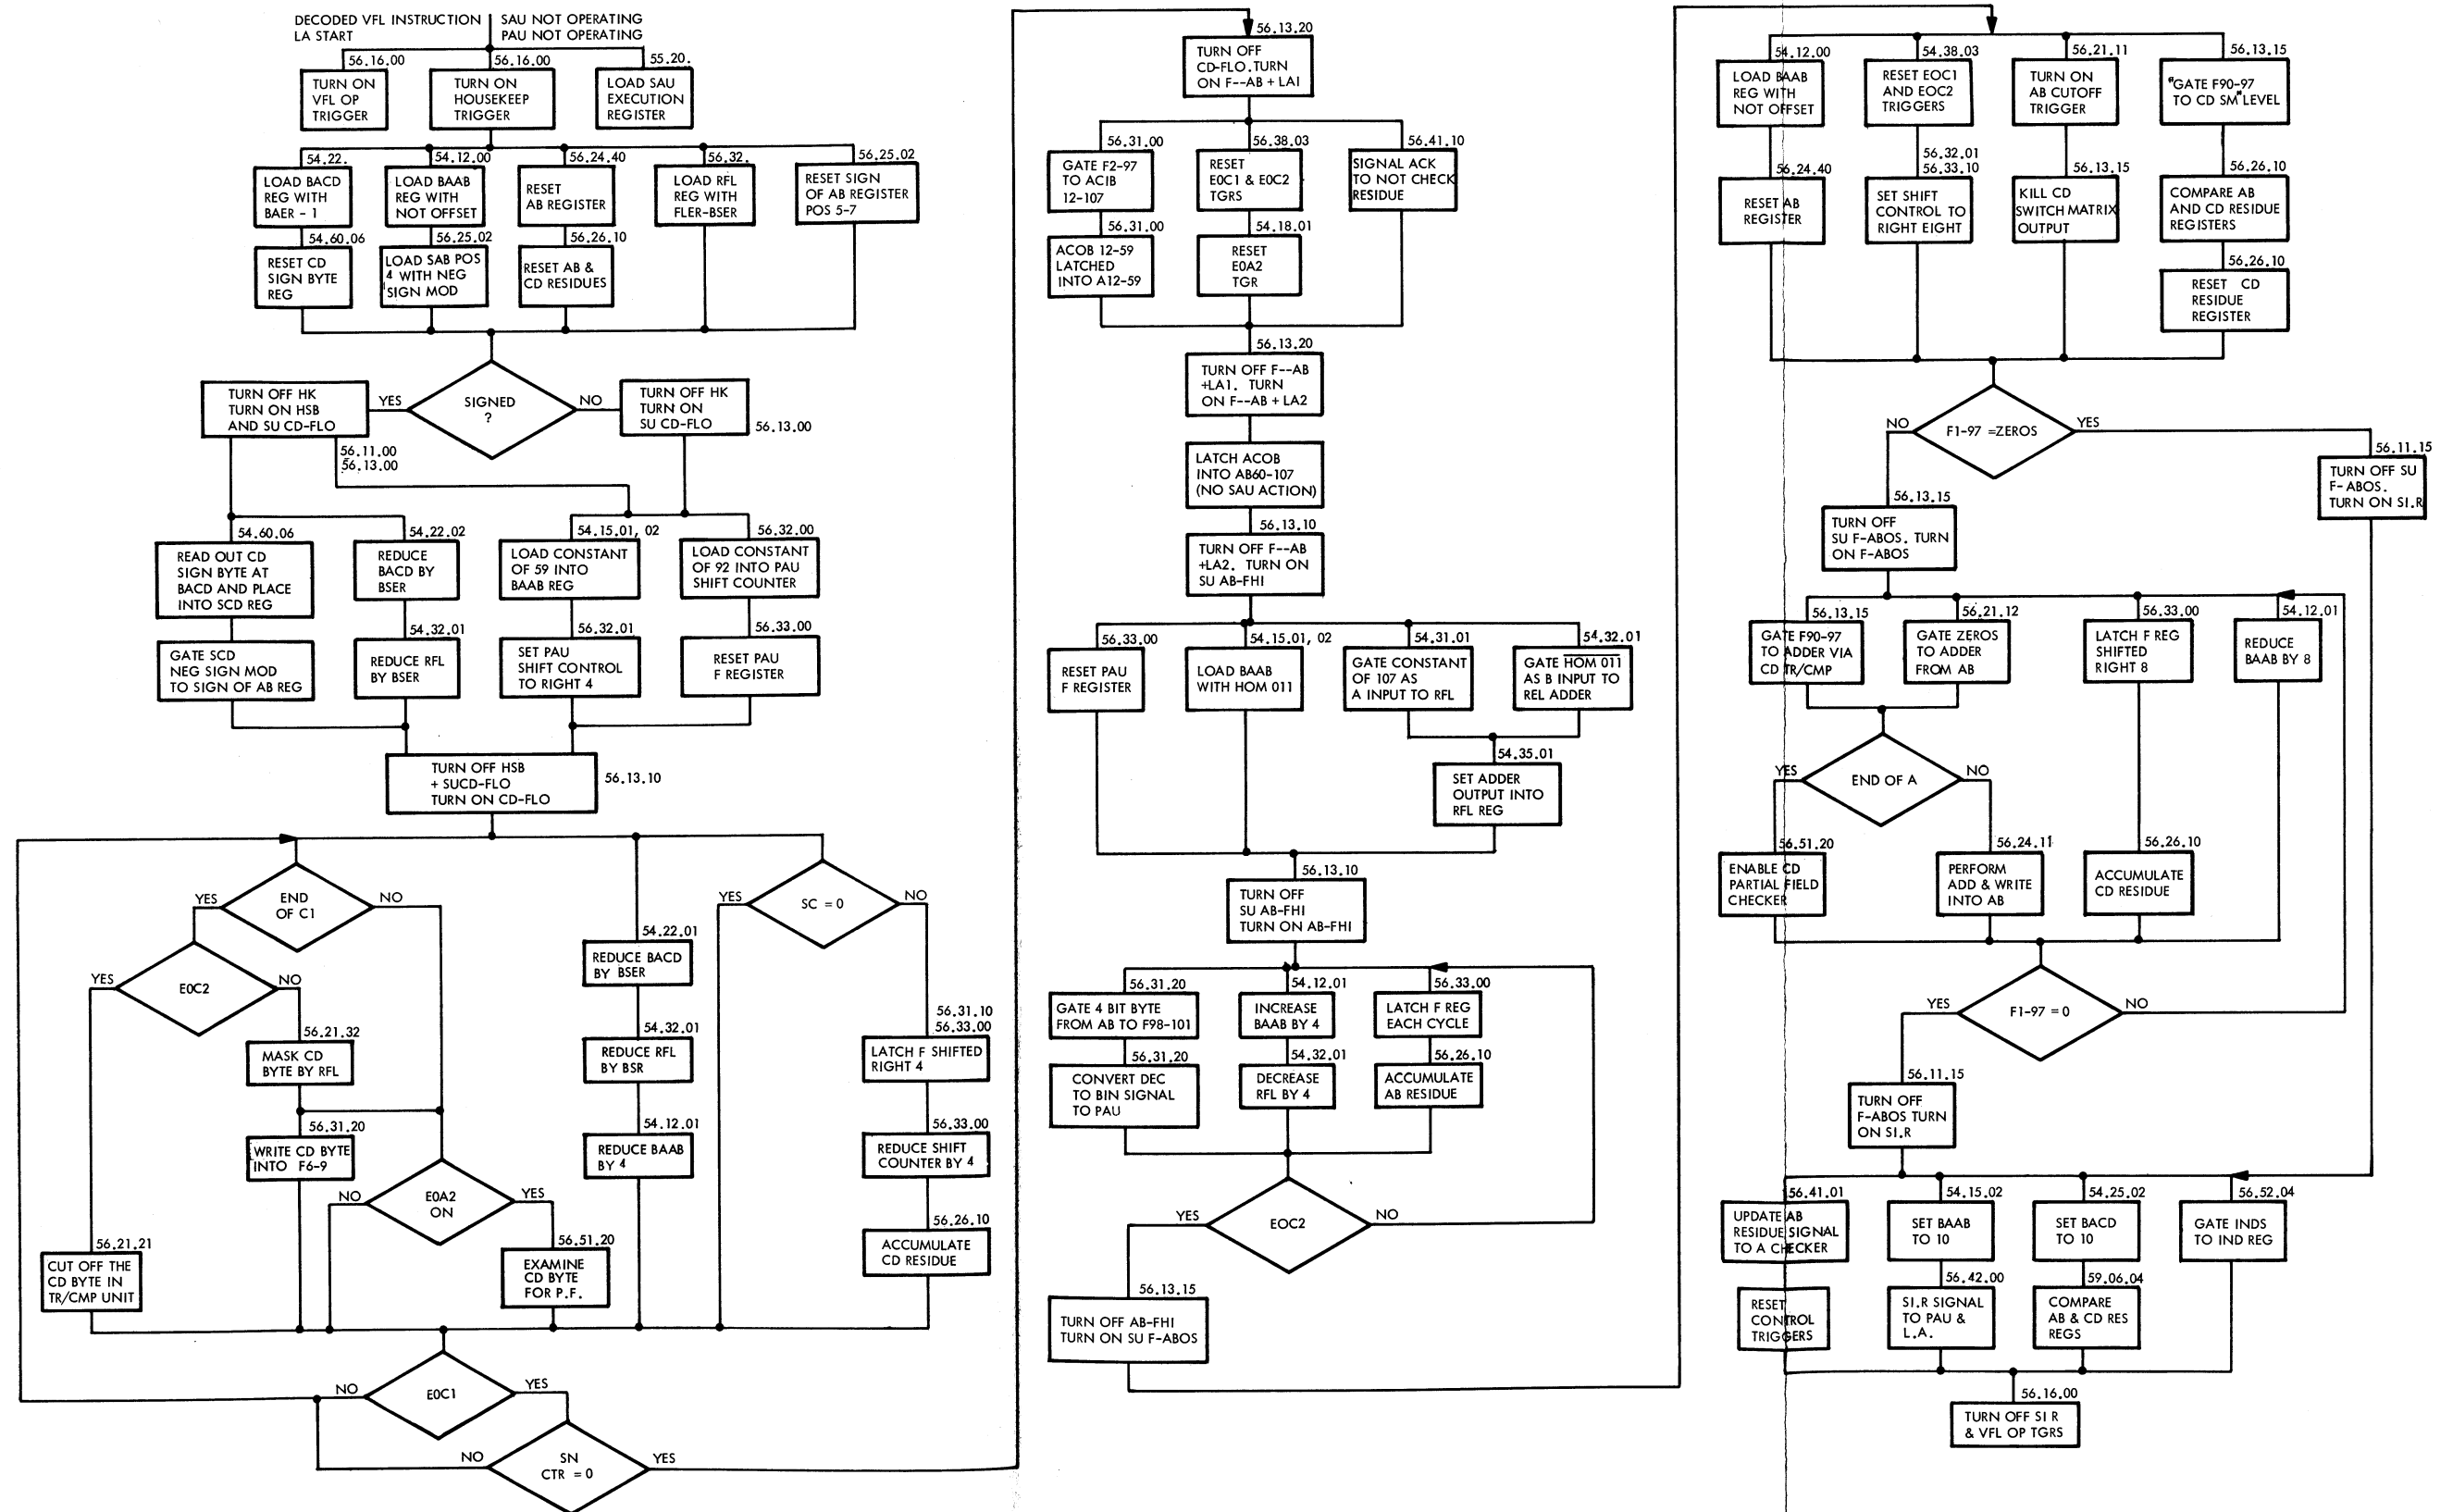 DECODED VFL INSTRUCTION
LA START
SAU NOT OPERATING
PAU NOT OPERATING
56.16.00
TURN ON
VFL OP
TRIGGER
56.16.00
TURN ON
HOUSEKEEP
TRIGGER
55.20.
LOAD SAU
EXECUTION
REGISTER
54.22.
LOAD BACD
REG WITH
BAER - 1
54.60.06
RESET CD
SIGN BYTE
REG
54.12.00
LOAD BAAB
REG WITH
NOT OFFSET
56.25.02
LOAD SAB POS
4 WITH NEG
SIGN MOD
56.24.40
RESET
AB REGISTER
56.26.10
RESET AB &
CD RESIDUES
56.32.
LOAD RFL
REG WITH
FLER-BSER
56.25.02
RESET SIGN
OF AB REGISTER
POS 5-7
TURN OFF HK
TURN ON HSB
AND SU CD-FLO
YES
SIGNED
?
NO
TURN OFF HK
TURN ON
SU CD-FLO
56.13.00
56.11.00
56.13.00
54.60.06
READ OUT CD
SIGN BYTE AT
BACD AND PLACE
INTO SCD REG
GATE SCD
NEG SIGN MOD
TO SIGN OF AB REG
54.22.02
REDUCE
BACD BY
BSER
54.32.01
REDUCE RFL
BY BSER
54.15.01, 02
LOAD CONSTANT
OF 59 INTO
BAAB REG
56.32.01
SET PAU
SHIFT CONTROL
TO RIGHT 4
56.32.00
LOAD CONSTANT
OF 92 INTO PAU
SHIFT COUNTER
56.33.00
RESET PAU
F REGISTER
TURN OFF HSB
+ SUCD-FLO
TURN ON CD-FLO
56.13.10
YES
END
OF C1
NO
YES
E0C2
NO
56.21.32
MASK CD
BYTE BY RFL
56.31.20
WRITE CD BYTE
INTO F6-9
NO
E0A2
ON
YES
56.21.21
CUT OFF THE
CD BYTE IN
TR/CMP UNIT
56.51.20
EXAMINE
CD BYTE
FOR P.F.
54.22.01
REDUCE BACD
BY BSER
54.32.01
REDUCE RFL
BY BSR
54.12.01
REDUCE BAAB
BY 4
YES
SC = 0
NO
56.31.10
56.33.00
LATCH F SHIFTED
RIGHT 4
56.33.00
REDUCE SHIFT
COUNTER BY 4
56.26.10
ACCUMULATE
CD RESIDUE
NO
E0C1
YES
NO
SN
CTR = 0
YES
56.13.20
TURN OFF
CD-FLO.TURN
ON F--AB + LA1
56.31.00
GATE F2-97
TO ACIB
12-107
56.31.00
ACOB 12-59
LATCHED
INTO A12-59
56.38.03
RESET
E0C1 & E0C2
TGRS
54.18.01
RESET
E0A2
TGR
56.41.10
SIGNAL ACK
TO NOT CHECK
RESIDUE
56.13.20
TURN OFF F--AB
+LA1. TURN
ON F--AB + LA2
LATCH ACOB
INTO AB60-107
(NO SAU ACTION)
56.13.10
TURN OFF F--AB
+LA2. TURN ON
SU AB-FHI
56.33.00
RESET PAU
F REGISTER
54.15.01, 02
LOAD BAAB
WITH HOM 011
54.31.01
GATE CONSTANT
OF 107 AS
A INPUT TO RFL
54.32.01
GATE HOM 011
AS B INPUT TO
REL ADDER
54.35.01
SET ADDER
OUTPUT INTO
RFL REG
56.13.10
TURN OFF
SU AB-FHI
TURN ON AB-FHI
56.31.20
GATE 4 BIT BYTE
FROM AB TO F98-101
56.31.20
CONVERT DEC
TO BIN SIGNAL
TO PAU
54.12.01
INCREASE
BAAB BY 4
54.32.01
DECREASE
RFL BY 4
56.33.00
LATCH F REG
EACH CYCLE
56.26.10
ACCUMULATE
AB RESIDUE
YES
EOC2
NO
56.13.15
TURN OFF AB-FHI
TURN ON SU F-ABOS
54.12.00
LOAD BAAB
REG WITH
NOT OFFSET
56.24.40
RESET AB
REGISTER
54.38.03
RESET EOC1
AND EOC2
TRIGGERS
56.32.01
56.33.10
SET SHIFT
CONTROL TO
RIGHT EIGHT
56.21.11
TURN ON
AB CUTOFF
TRIGGER
56.13.15
KILL CD
SWITCH MATRIX
OUTPUT
56.13.15
"GATE F90-97
TO CD SM" LEVEL
56.26.10
COMPARE AB
AND CD RESIDUE
REGISTERS
56.26.10
RESET CD
RESIDUE
REGISTER
NO
F1-97 =ZEROS
YES
56.11.15
TURN OFF SU
F-ABOS.
TURN ON SI.R
56.13.15
TURN OFF
SU F-ABOS. TURN
ON F-ABOS
56.13.15
GATE F90-97
TO ADDER VIA
CD TR/CMP
56.21.12
GATE ZEROS
TO ADDER
FROM AB
56.33.00
LATCH F REG
SHIFTED
RIGHT 8
54.12.01
REDUCE
BAAB BY 8
YES
END OF A
NO
56.51.20
ENABLE CD
PARTIAL FIELD
CHECKER
56.24.11
PERFORM
ADD & WRITE
INTO AB
56.26.10
ACCUMULATE
CD RESIDUE
YES
F1-97 = 0
NO
56.11.15
TURN OFF
F-ABOS TURN
ON SI.R
56.41.01
UPDATE AB
RESIDUE SIGNAL
TO A CHECKER
RESET
CONTROL
TRIGGERS
54.15.02
SET BAAB
TO 10
56.42.00
SI.R SIGNAL
TO PAU &
L.A.
54.25.02
SET BACD
TO 10
59.06.04
COMPARE
AB & CD RES
REGS
56.52.04
GATE INDS
TO IND REG
56.16.00
TURN OFF SI R
& VFL OP TGRS